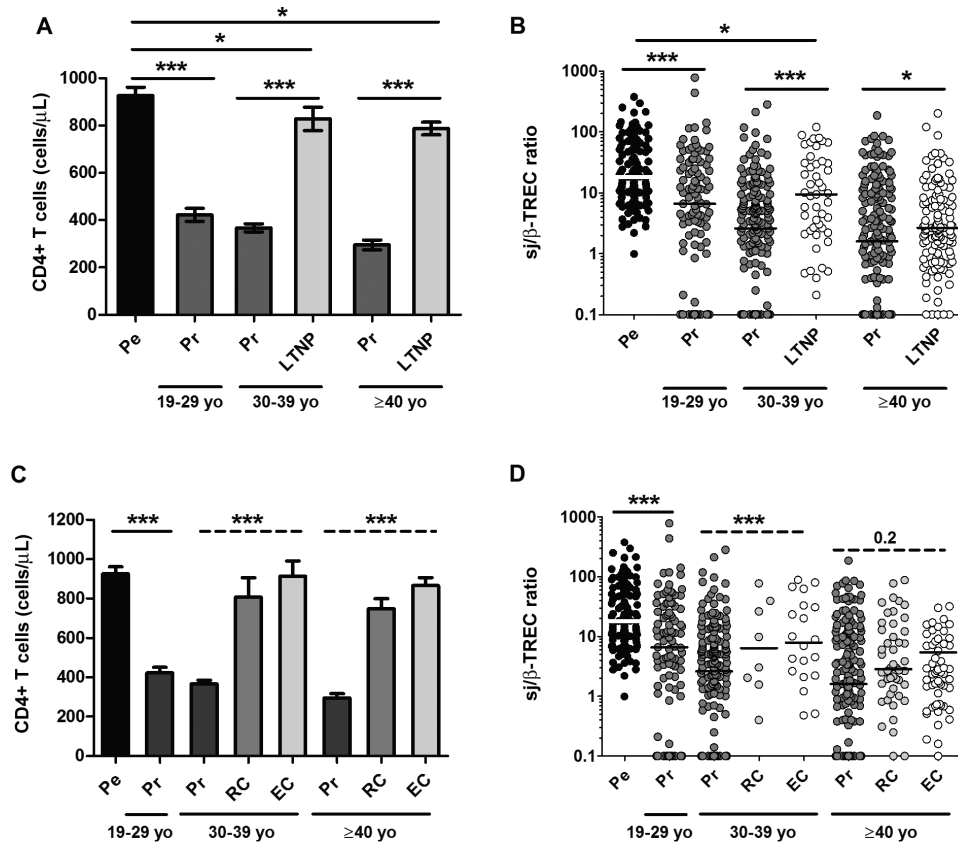 A
*
*
***
***
***
CD4+ T cells (cells/µL)
1000
800
600
400
200
0
Pe
Pr
Pr
LTNP
Pr
LTNP
19-29 yo
30-39 yo
≥40 yo
B
*
***
***
*
sj/β-TREC ratio
1000
100
10
1
0.1
Pe
Pr
Pr
LTNP
Pr
LTNP
19-29 yo
30-39 yo
≥40 yo
C
***
***
***
CD4+ T cells (cells/µL)
1200
1000
800
600
400
200
0
Pe
Pr
Pr
RC
EC
Pr
RC
EC
19-29 yo
30-39 yo
≥40 yo
D
***
***
0.2
sj/β-TREC ratio
1000
100
10
1
0.1
Pe
Pr
Pr
RC
EC
Pr
RC
EC
19-29 yo
30-39 yo
≥40 yo